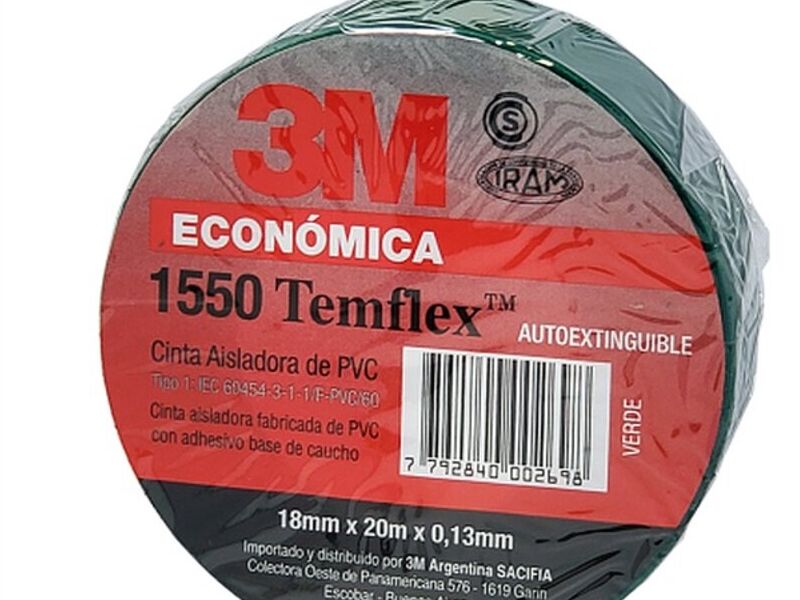 3M
S
IRAM
ECONÓMICA
1550 Temflex™
AUTOEXTINGUIBLE
Cinta Aisladora de PVC
Tipo 1: IEC 60454-3-1-1/F-PVC/60
Cinta aisladora fabricada de PVC
con adhesivo base de caucho
VERDE
7 792840 002698
18mm x 20m x 0,13mm
Importado y distribuido por 3M Argentina SACIFIA
Colectora Oeste de Panamericana 576 - 1619 Garin
Escobar - Buenos